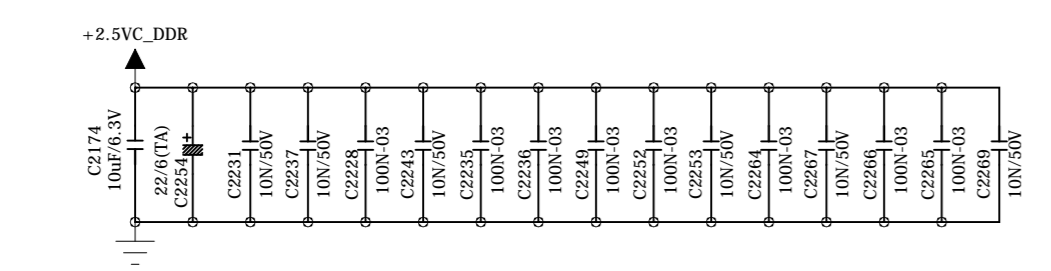 +2.5VC_DDR
C2174
10uF/6.3V
22/6(TA)
C2254
+
C2231
10N/50V
C2237
10N/50V
C2228
100N-03
C2243
10N/50V
C2235
100N-03
C2236
100N-03
C2249
100N-03
C2252
100N-03
C2253
10N/50V
C2264
100N-03
C2267
10N/50V
C2266
100N-03
C2265
100N-03
C2269
10N/50V